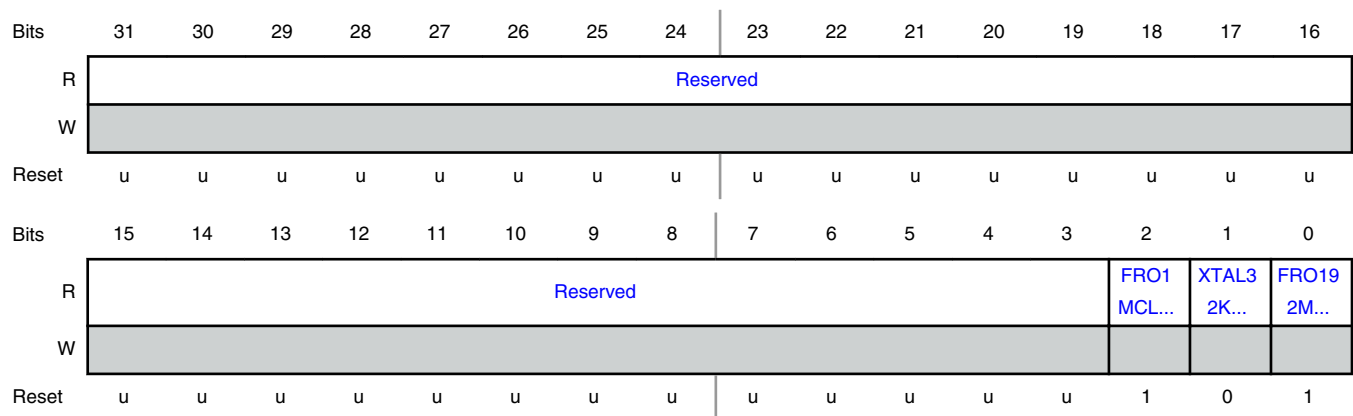 Bits 31 30 29 28 27 26 25 24 23 22 21 20 19 18 17 16
R Reserved
W
Reset u u u u u u u u u u u u u u u u
Bits 15 14 13 12 11 10 9 8 7 6 5 4 3 2 1 0
R Reserved FRO1 MCL... XTAL3 2K... FRO19 2M...
W
Reset u u u u u u u u u u u u u 1 0 1